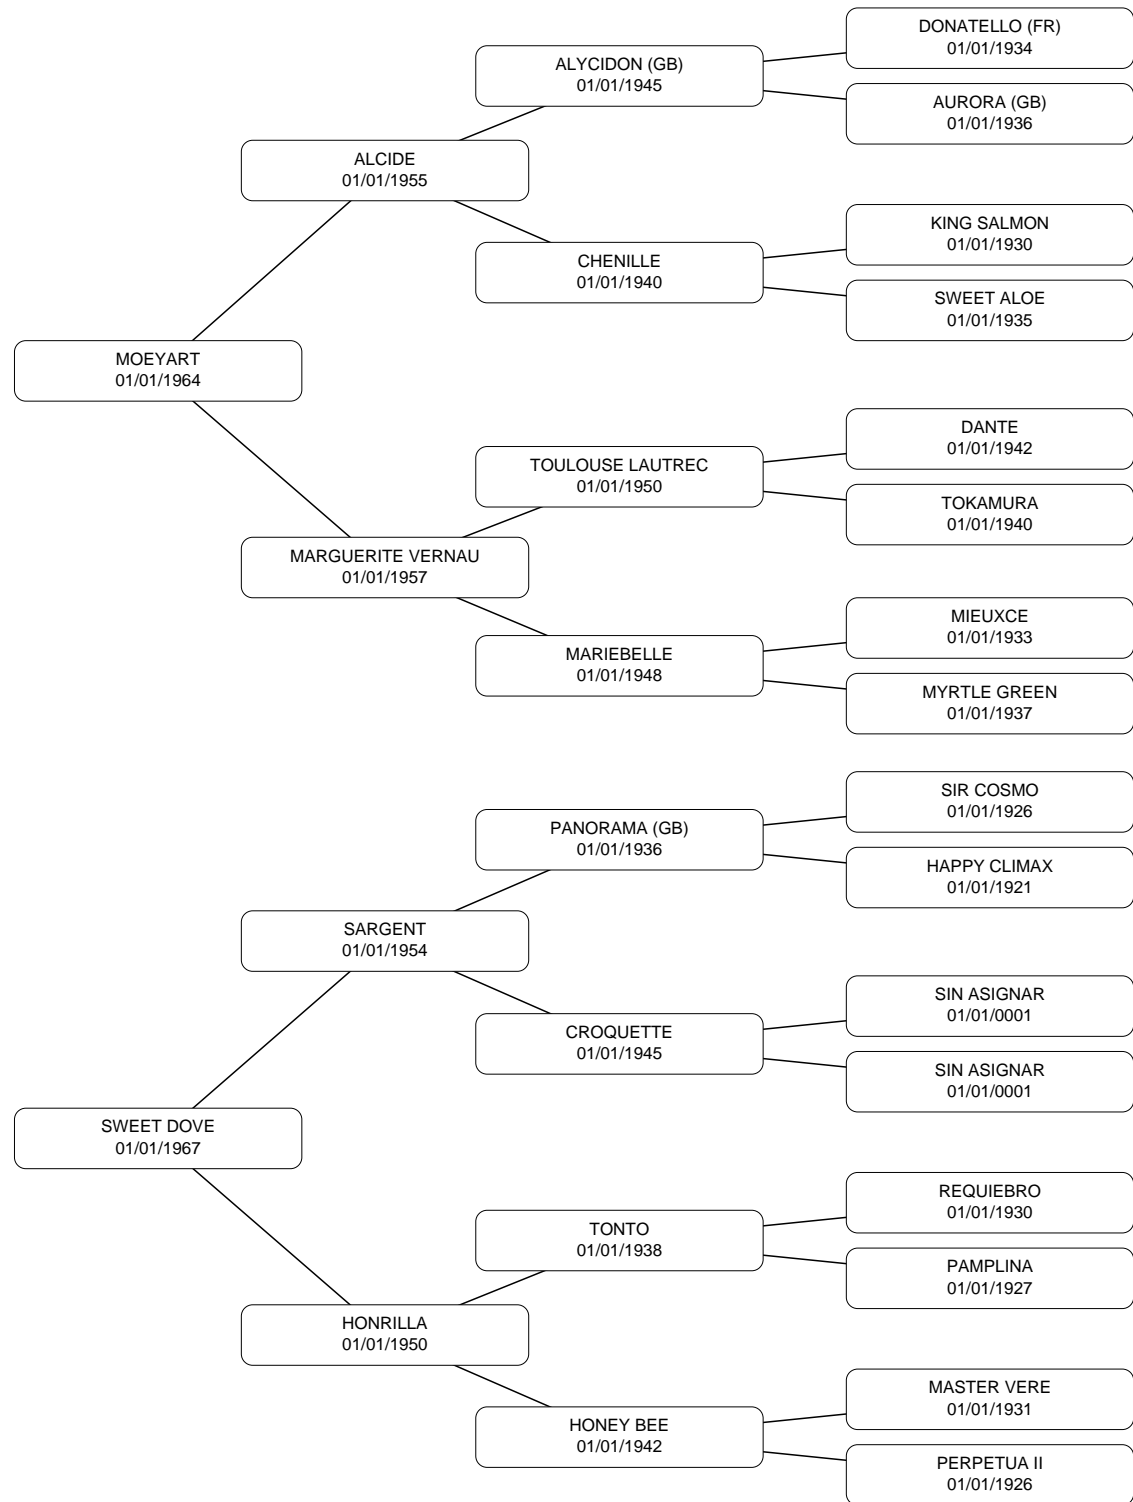 DONATELLO (FR)
01/01/1934
ALYCIDON (GB)
01/01/1945
AURORA (GB)
01/01/1936
ALCIDE
01/01/1955
KING SALMON
01/01/1930
CHENILLE
01/01/1940
SWEET ALOE
01/01/1935
MOEYART
01/01/1964
DANTE
01/01/1942
TOULOUSE LAUTREC
01/01/1950
TOKAMURA
01/01/1940
MARGUERITE VERNAU
01/01/1957
MIEUXCE
01/01/1933
MARIEBELLE
01/01/1948
MYRTLE GREEN
01/01/1937
SIR COSMO
01/01/1926
PANORAMA (GB)
01/01/1936
HAPPY CLIMAX
01/01/1921
SARGENT
01/01/1954
SIN ASIGNAR
01/01/0001
CROQUETTE
01/01/1945
SIN ASIGNAR
01/01/0001
SWEET DOVE
01/01/1967
REQUIEBRO
01/01/1930
TONTO
01/01/1938
PAMPLINA
01/01/1927
HONRILLA
01/01/1950
MASTER VERE
01/01/1931
HONEY BEE
01/01/1942
PERPETUA II
01/01/1926